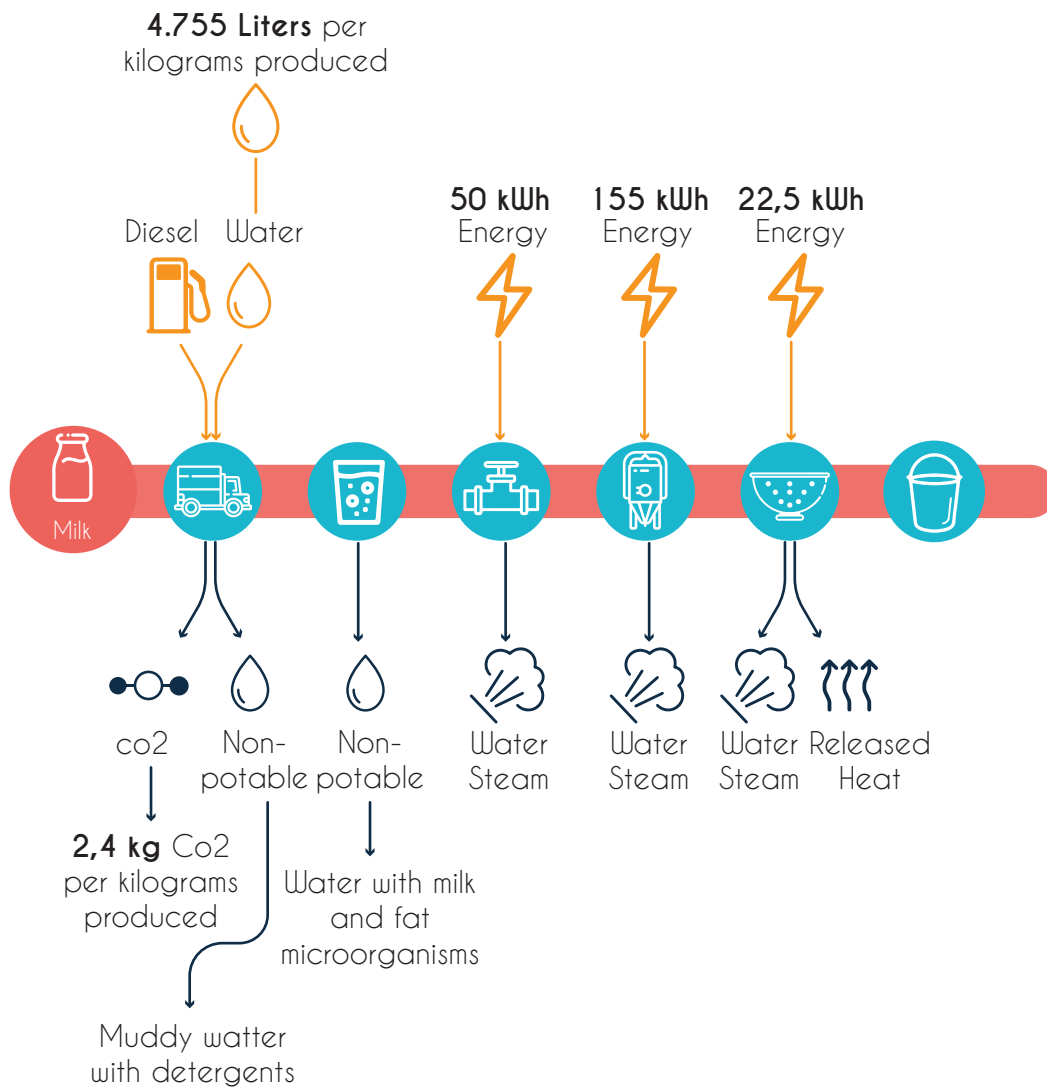 4.755 Liters per
kilograms produced
Diesel
Water
50 kWh
Energy
155 kWh
Energy
22,5 kWh
Energy
Milk
co2
Non-
potable
Non-
potable
Water
Steam
Water
Steam
Water
Steam
Released
Heat
2,4 kg Co2
per kilograms
produced
Water with milk
and fat
microorganisms
Muddy watter
with detergents